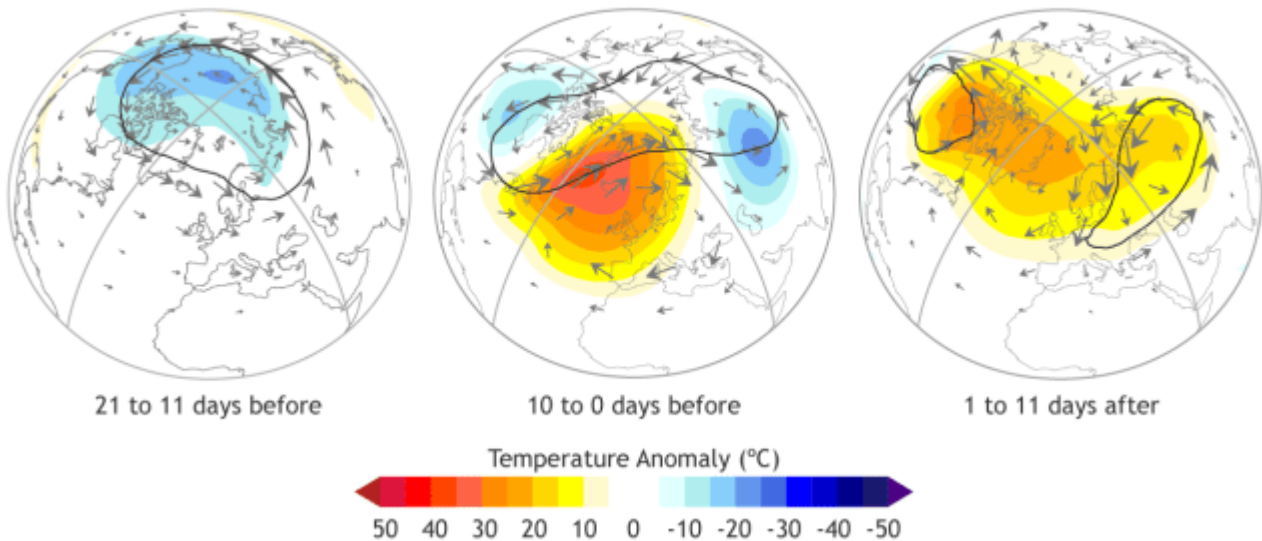 21 to 11 days before
10 to 0 days before
1 to 11 days after
Temperature Anomaly (°C)
50 40 30 20 10 0 -10 -20 -30 -40 -50